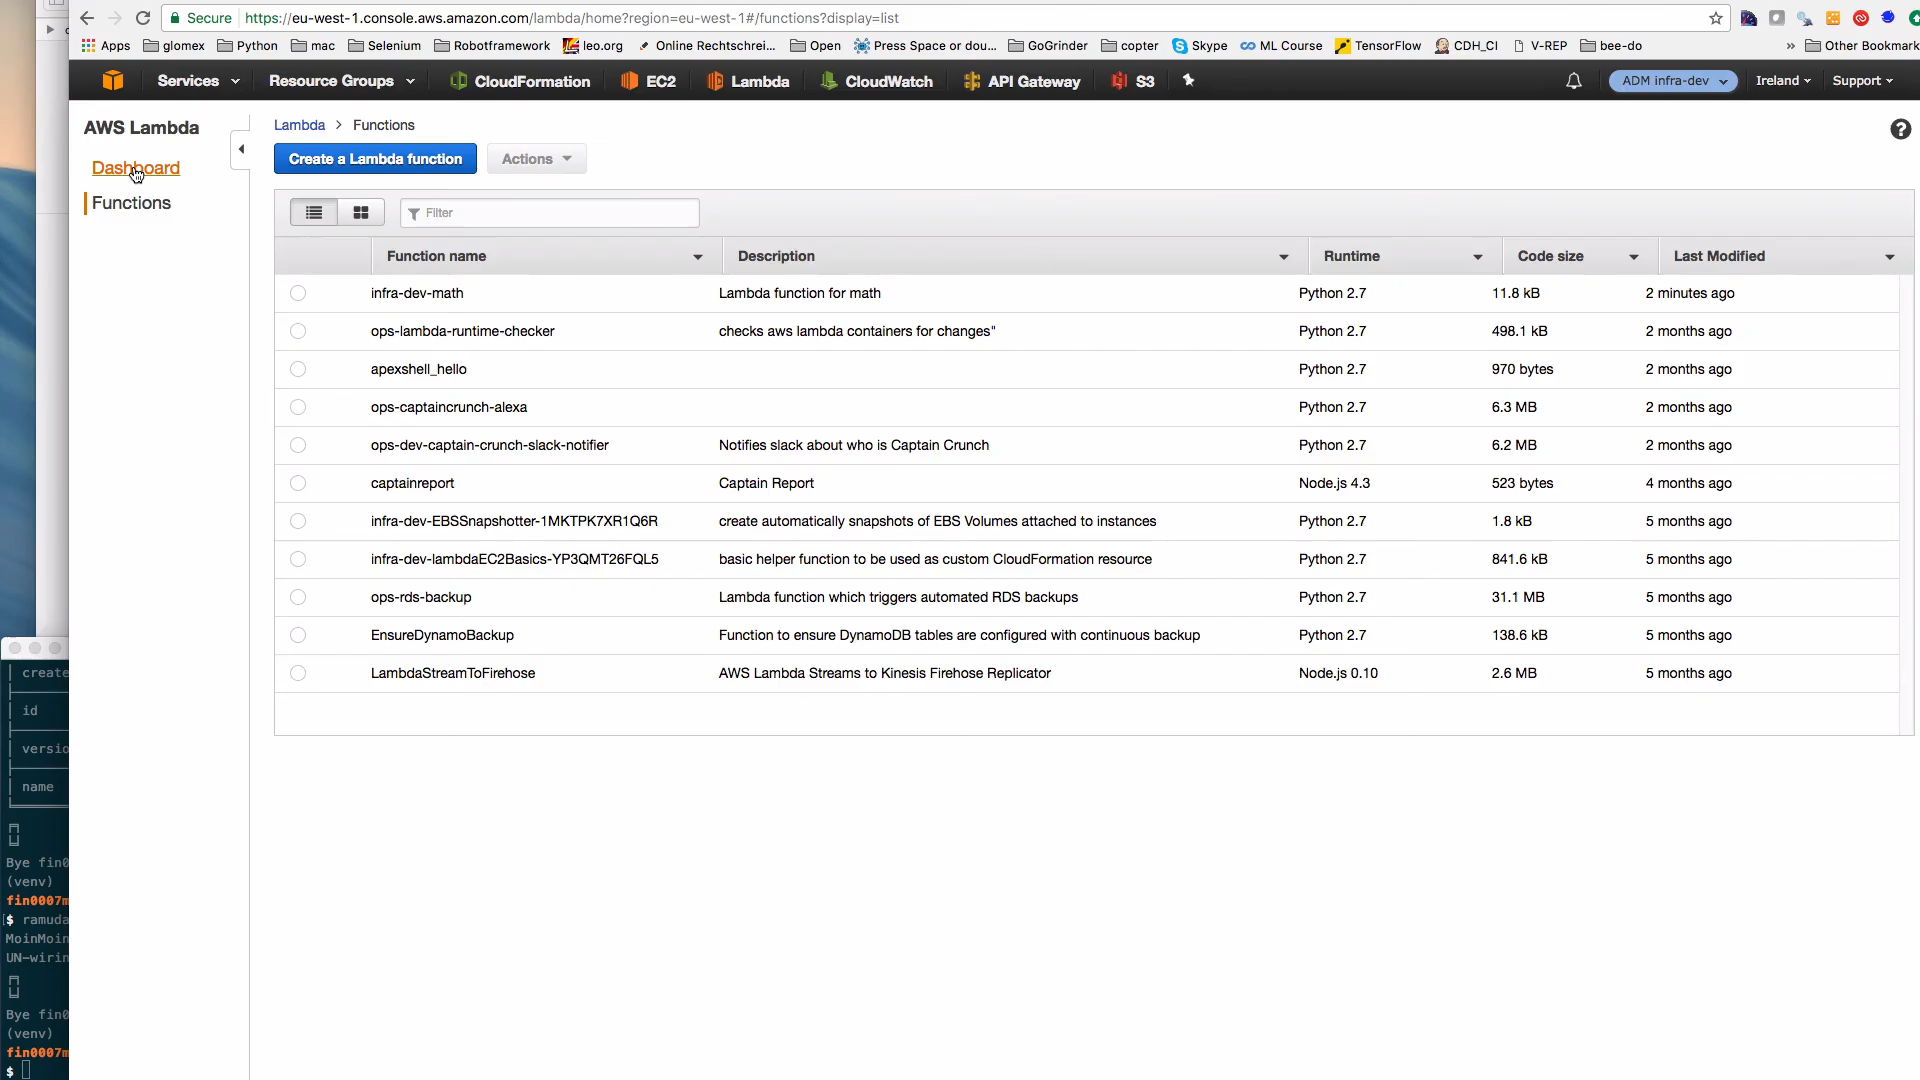 Secure https://eu-west-1.console.aws.amazon.com/lambda/home?region=eu-west-1#/functions?display=list
Apps glomex Python mac Selenium Robotframework leo.org Online Rechtschrei... Open Press Space or dou... GoGrinder copter Skype ML Course TensorFlow CDH_CI V-REP bee-do » Other Bookmark
Services Resource Groups CloudFormation EC2 Lambda CloudWatch API Gateway S3 ADM infra-dev Ireland Support
AWS Lambda
Dashboard
Functions
Lambda > Functions
Create a Lambda function Actions
Filter
Function name Description Runtime Code size Last Modified
infra-dev-math Lambda function for math Python 2.7 11.8 kB 2 minutes ago
ops-lambda-runtime-checker checks aws lambda containers for changes" Python 2.7 498.1 kB 2 months ago
apexshell_hello Python 2.7 970 bytes 2 months ago
ops-captaincrunch-alexa Python 2.7 6.3 MB 2 months ago
ops-dev-captain-crunch-slack-notifier Notifies slack about who is Captain Crunch Python 2.7 6.2 MB 2 months ago
captainreport Captain Report Node.js 4.3 523 bytes 4 months ago
infra-dev-EBSSnapshotter-1MKTPK7XR1Q6R create automatically snapshots of EBS Volumes attached to instances Python 2.7 1.8 kB 5 months ago
infra-dev-lambdaEC2Basics-YP3QMT26FQL5 basic helper function to be used as custom CloudFormation resource Python 2.7 841.6 kB 5 months ago
ops-rds-backup Lambda function which triggers automated RDS backups Python 2.7 31.1 MB 5 months ago
EnsureDynamoBackup Function to ensure DynamoDB tables are configured with continuous backup Python 2.7 138.6 kB 5 months ago
LambdaStreamToFirehose AWS Lambda Streams to Kinesis Firehose Replicator Node.js 0.10 2.6 MB 5 months ago
create
id
versio
name
Bye fin0
(venv)
fin0007m
$ ramuda
MoinMoin
UN-wirin
Bye fin0
(venv)
fin0007m
$